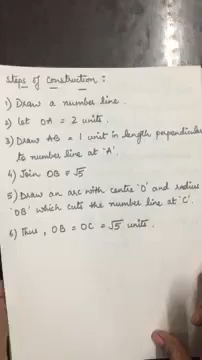 Steps of Construction :
1) Draw a number line.
2) let OA = 2 units.
3) Draw AB = 1 unit in length perpendicular
to number line at 'A'.
4) Join OB = √5
5) Draw an arc with centre 'O' and radius
'OB' which cuts the number line at 'C'.
6) Thus, OB = OC = √5 units.